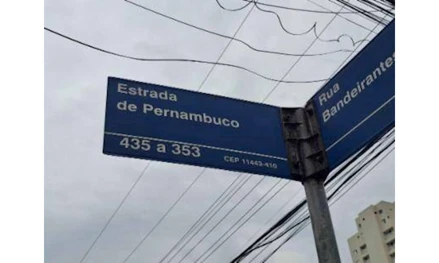 Estrada
de Pernambuco
435 a 353
CEP 11443-410
Rua
Bandeirantes